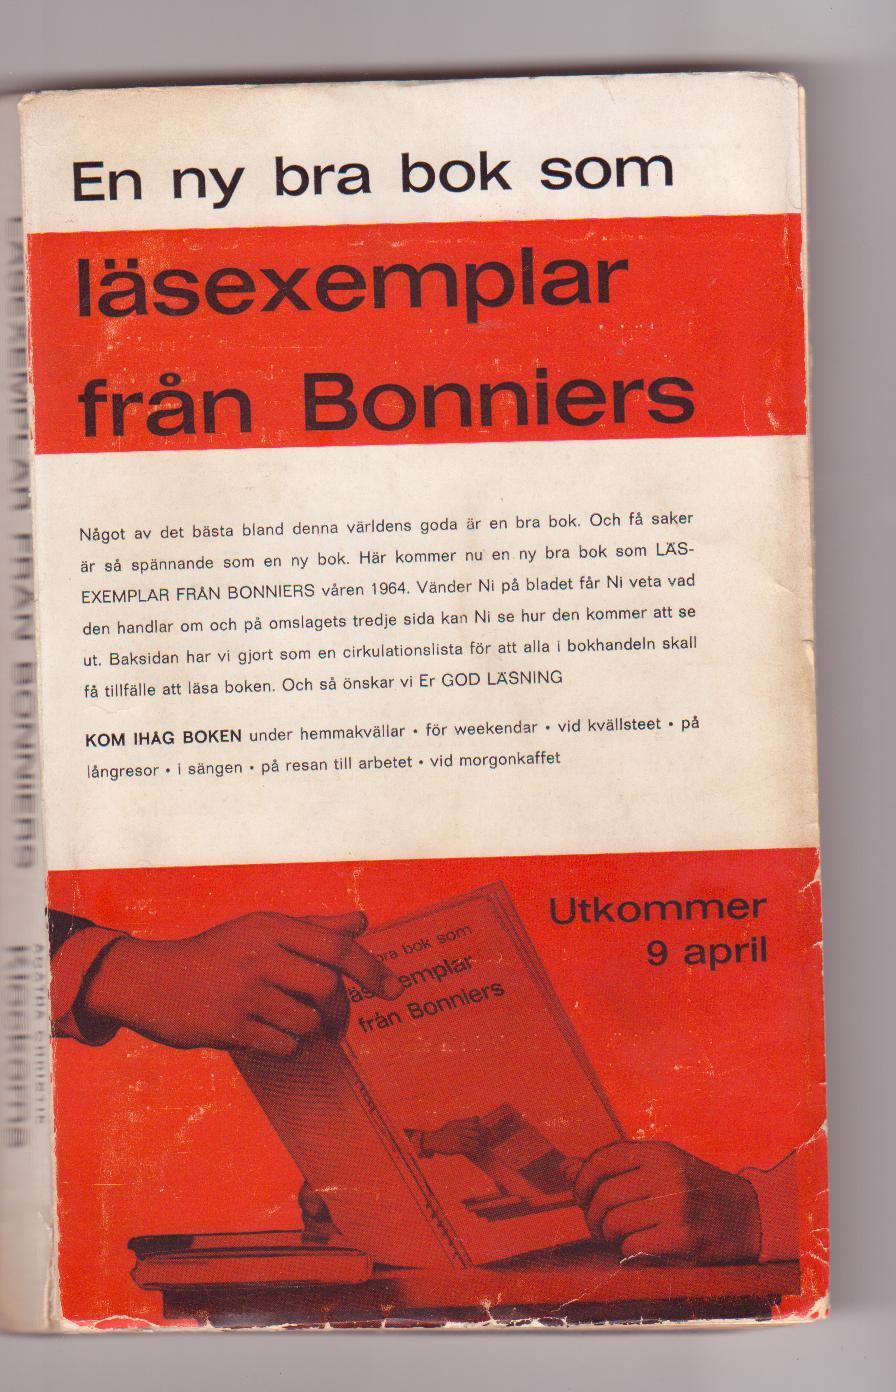 En ny bra bok som
läsexemplar
från Bonniers
Något av det bästa bland denna världens goda är en bra bok. Och få saker
är så spännande som en ny bok. Här kommer nu en ny bra bok som LÄS-
EXEMPLAR FRÅN BONNIERS våren 1964. Vänder Ni på bladet får Ni veta vad
den handlar om och på omslagets tredje sida kan Ni se hur den kommer att se
ut. Baksidan har vi gjort som en cirkulationslista för att alla i bokhandeln skall
få tillfälle att läsa boken. Och så önskar vi Er GOD LÄSNING
KOM IHÅG BOKEN under hemmakvällar • för weekendar • vid kvällsteet • på
långresor • i sängen • på resan till arbetet • vid morgonkaffet
Utkommer
9 april
bra bok som
läsexemplar
från Bonniers
LÄSEXEMPLAR FRÅN BONNIERS
AGATHA CHRISTIE
Klockorna